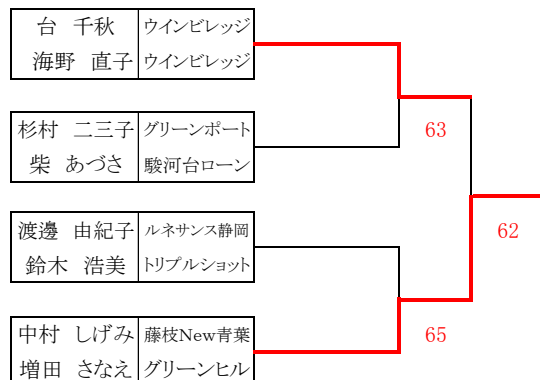 台 千秋 ウインビレッジ
海野 直子 ウインビレッジ
杉村 二三子 グリーンポート
柴 あづさ 駿河台ローン
63
渡邊 由紀子 ルネサンス静岡
鈴木 浩美 トリプルショット
62
中村 しげみ 藤枝New青葉
増田 さなえ グリーンヒル
65